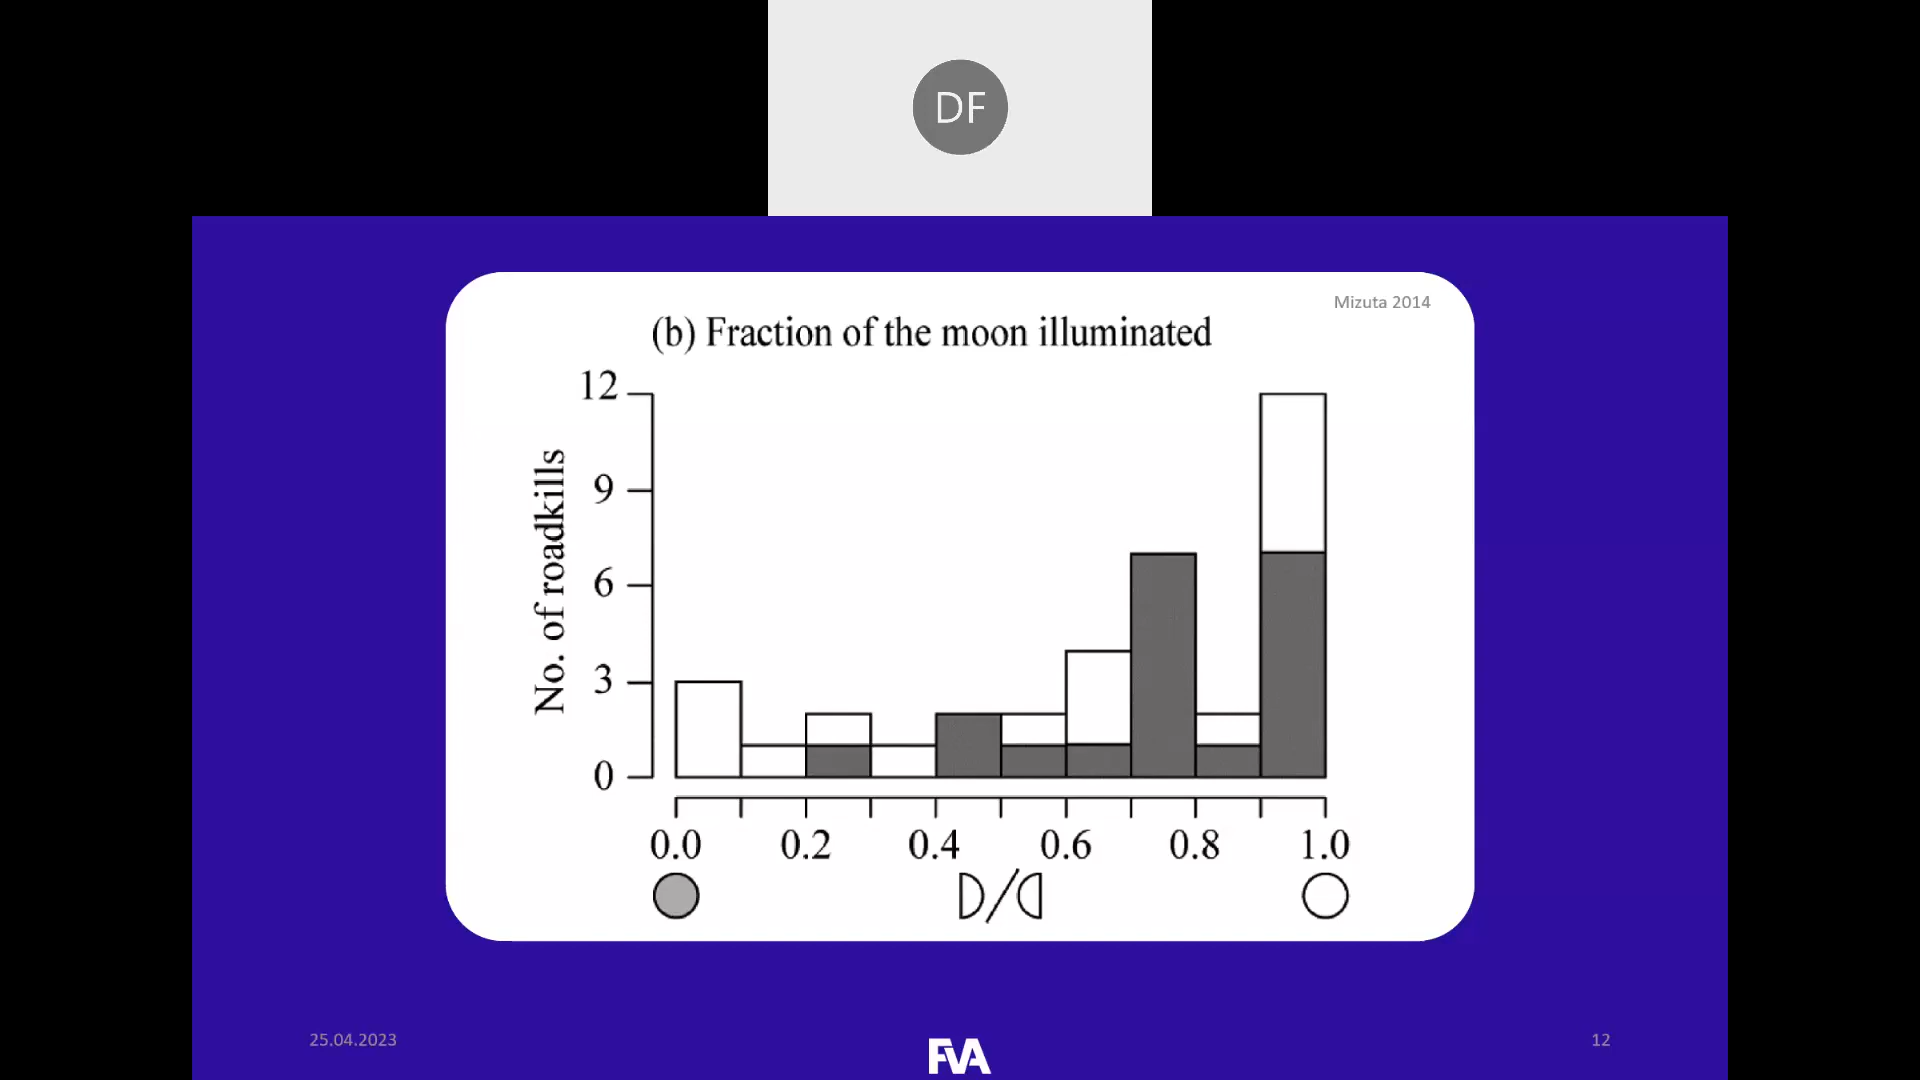 DF
Mizuta 2014
(b) Fraction of the moon illuminated
No. of roadkills
12
9
6
3
0
0.0 0.2 0.4 0.6 0.8 1.0
25.04.2023
FVA
12